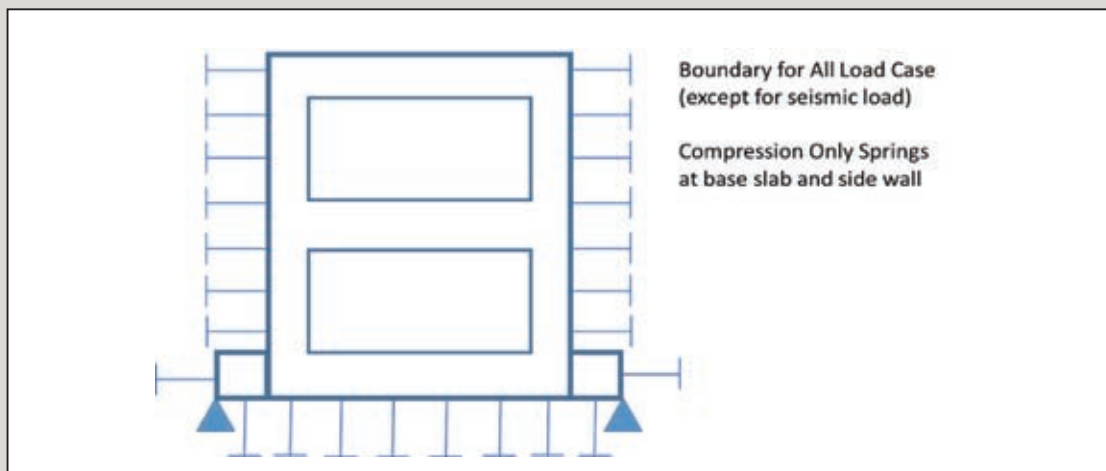 Boundary for All Load Case
(except for seismic load)
Compression Only Springs
at base slab and side wall